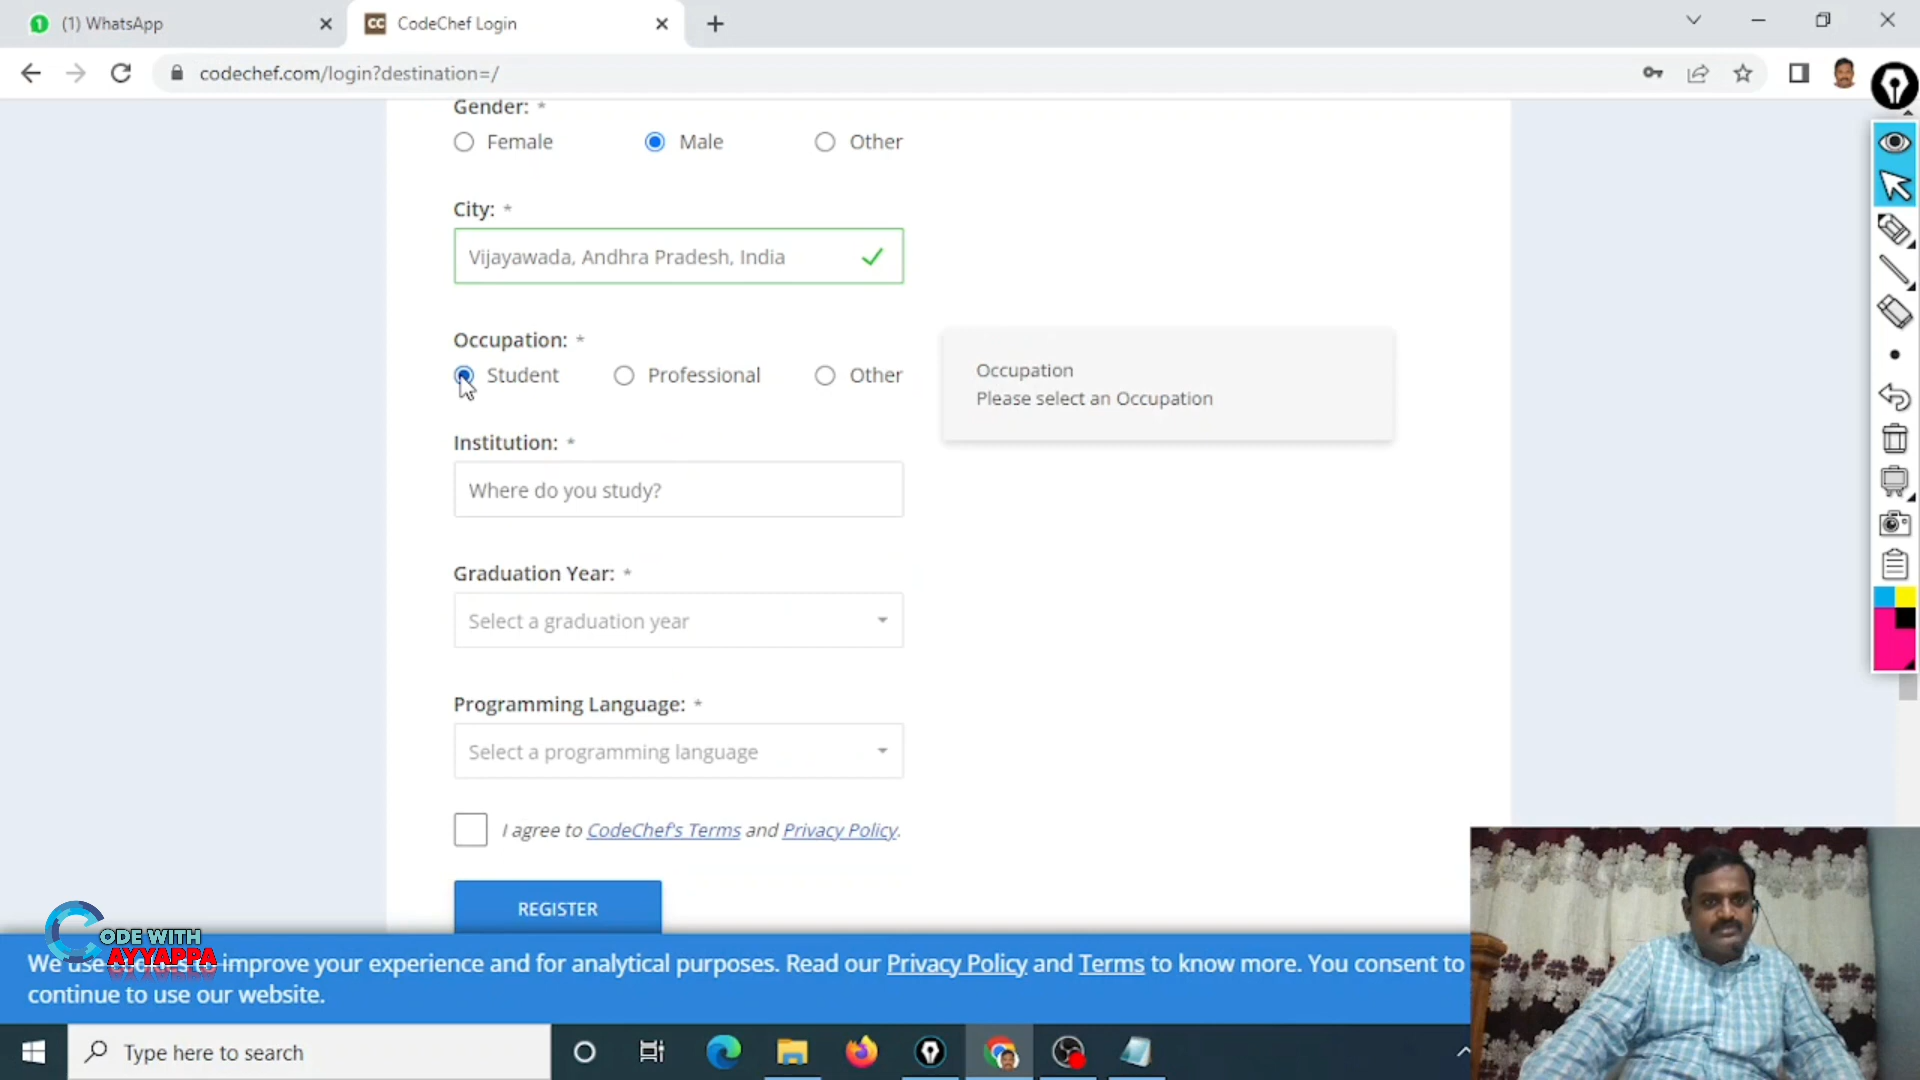 (1) WhatsApp
CodeChef Login
codechef.com/login?destination=/
Gender: *
Female
Male
Other
City: *
Vijayawada, Andhra Pradesh, India
Occupation: *
Student
Professional
Other
Occupation
Please select an Occupation
Institution: *
Where do you study?
Graduation Year: *
Select a graduation year
Programming Language: *
Select a programming language
I agree to CodeChef's Terms and Privacy Policy.
REGISTER
ODE WITH
AYYAPPA
We use to improve your experience and for analytical purposes. Read our Privacy Policy and Terms to know more. You consent to
continue to use our website.
Type here to search